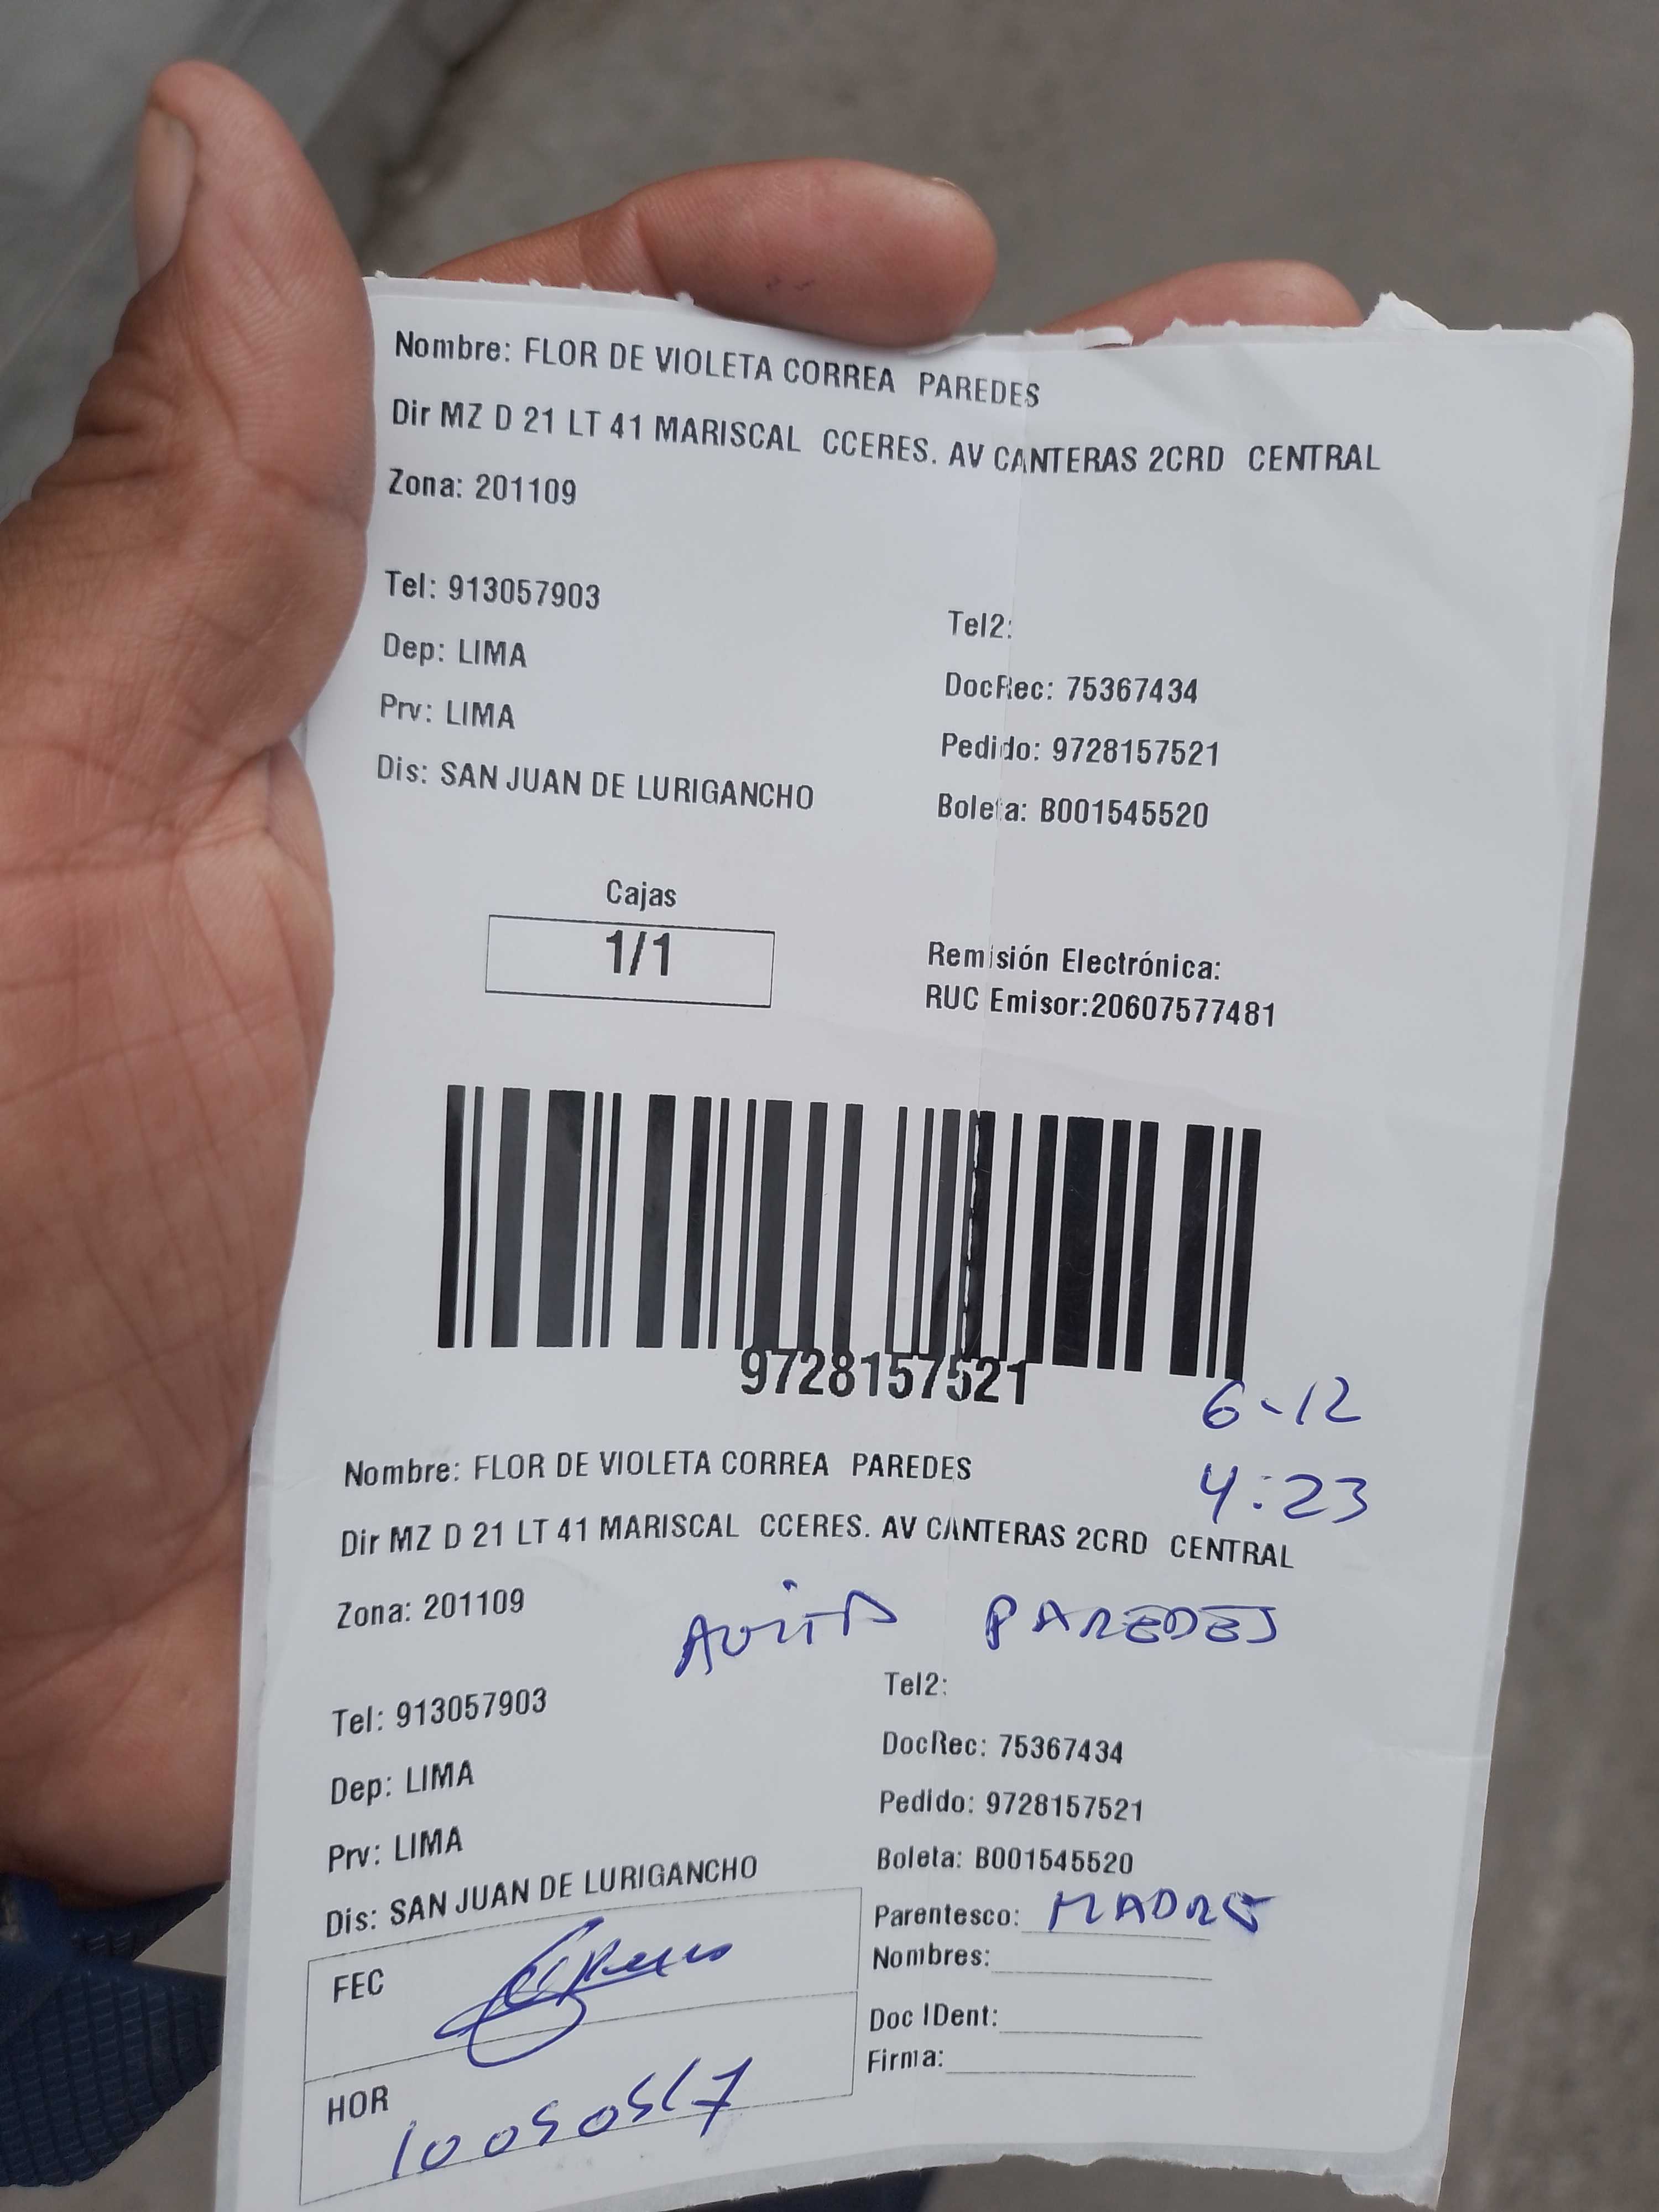 Nombre: FLOR DE VIOLETA CORREA PAREDES
Dir MZ D 21 LT 41 MARISCAL CCERES. AV CANTERAS 2CRD CENTRAL
Zona: 201109
Tel: 913057903
Tel2:
Dep: LIMA
DocRec: 75367434
Prv: LIMA
Pedido: 9728157521
Dis: SAN JUAN DE LURIGANCHO
Boleta: B001545520
Cajas
1/1
Remisión Electrónica:
RUC Emisor:20607577481
9728157521
6-12
4:23
Nombre: FLOR DE VIOLETA CORREA PAREDES
Dir MZ D 21 LT 41 MARISCAL CCERES. AV CANTERAS 2CRD CENTRAL
Zona: 201109
PAREDES
Tel: 913057903
Tel2:
Dep: LIMA
DocRec: 75367434
Prv: LIMA
Pedido: 9728157521
Dis: SAN JUAN DE LURIGANCHO
Boleta: B001545520
Parentesco: MADRE
Nombres:
FEC
Doc IDent:
Firma:
HOR